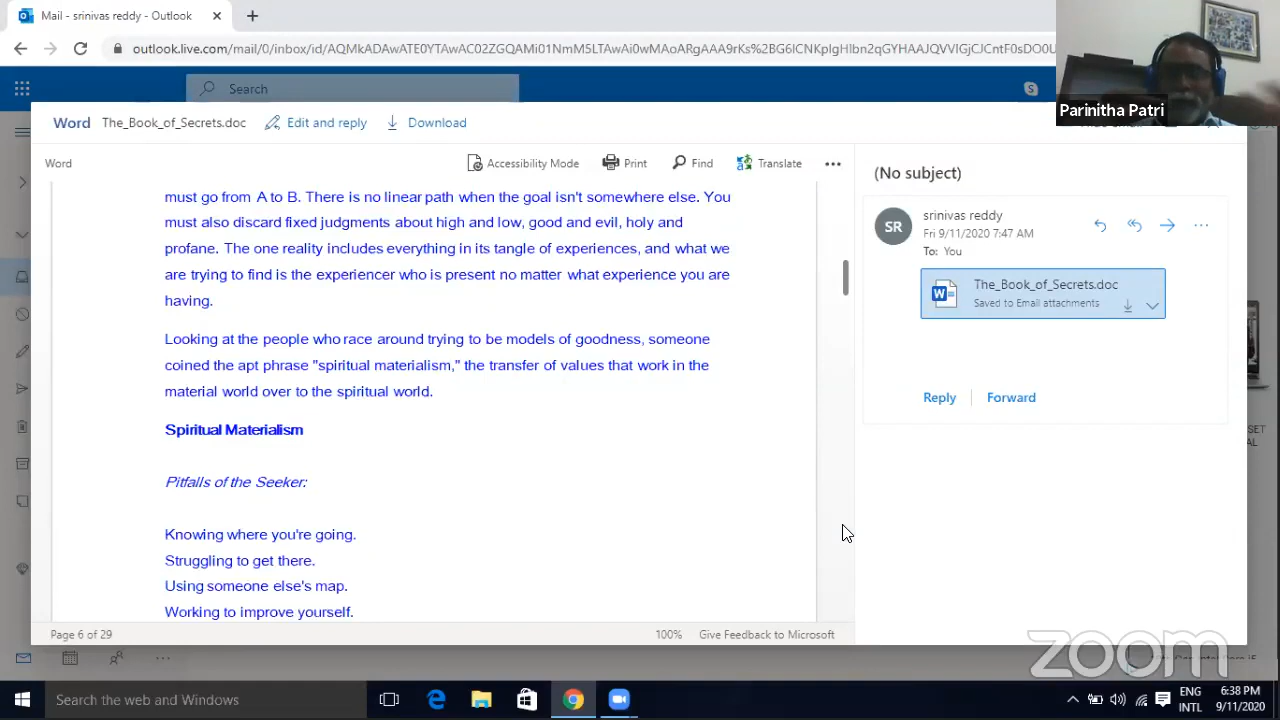 Mail - srinivas reddy - Outlook
outlook.live.com/mail/0/inbox/id/
Search
Parinitha Patri
Word The_Book_of_Secrets.doc Edit and reply Download
Word Accessibility Mode Print Find Translate
must go from A to B. There is no linear path when the goal isn't somewhere else. You
must also discard fixed judgments about high and low, good and evil, holy and
profane. The one reality includes everything in its tangle of experiences, and what we
are trying to find is the experiencer who is present no matter what experience you are
having.
Looking at the people who race around trying to be models of goodness, someone
coined the apt phrase "spiritual materialism," the transfer of values that work in the
material world over to the spiritual world.
Spiritual Materialism
Pitfalls of the Seeker:
Knowing where you're going.
Struggling to get there.
Using someone else's map.
Working to improve yourself.
Page 6 of 29
100% Give Feedback to Microsoft
(No subject)
SR
srinivas reddy
Fri 9/11/2020 7:47 AM
To: You
The_Book_of_Secrets.doc
Saved to Email attachments
Reply Forward
zoom
Search the web and Windows
ENG
INTL
6:38 PM
9/11/2020